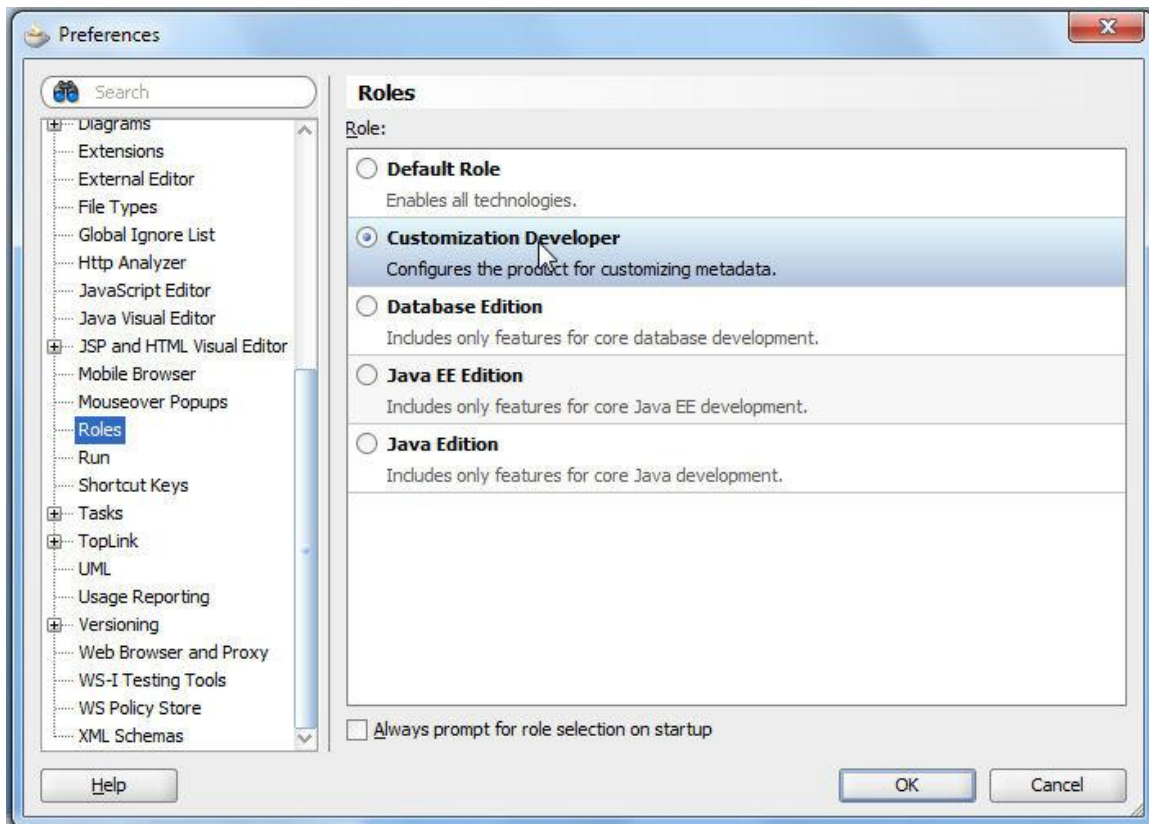 Preferences
Search
Diagrams
Extensions
External Editor
File Types
Global Ignore List
Http Analyzer
JavaScript Editor
Java Visual Editor
JSP and HTML Visual Editor
Mobile Browser
Mouseover Popups
Roles
Run
Shortcut Keys
Tasks
TopLink
UML
Usage Reporting
Versioning
Web Browser and Proxy
WS-I Testing Tools
WS Policy Store
XML Schemas
Roles
Role:
Default Role
Enables all technologies.
Customization Developer
Configures the product for customizing metadata.
Database Edition
Includes only features for core database development.
Java EE Edition
Includes only features for core Java EE development.
Java Edition
Includes only features for core Java development.
Always prompt for role selection on startup
Help
OK
Cancel